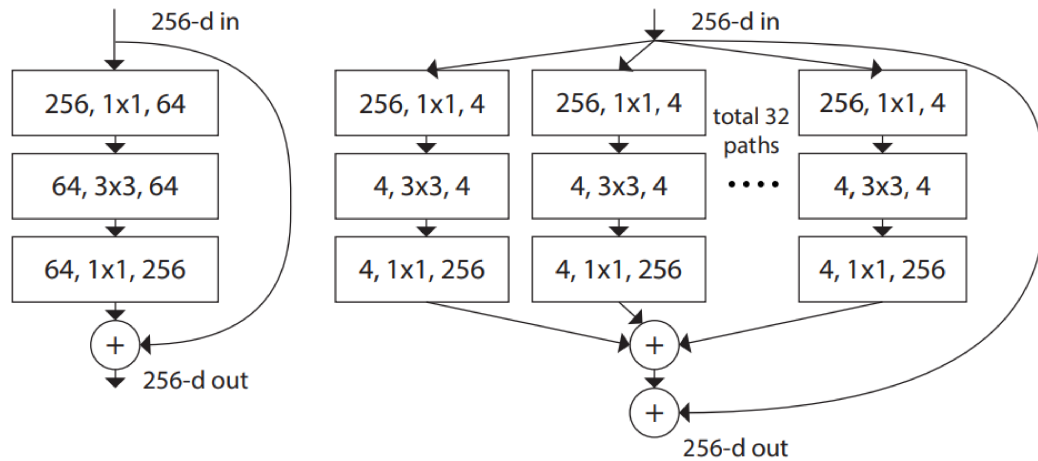 256-d in
256, 1x1, 64
64, 3x3, 64
64, 1x1, 256
+
256-d out
256-d in
256, 1x1, 4
256, 1x1, 4
total 32
paths
256, 1x1, 4
4, 3x3, 4
4, 3x3, 4
....
4, 3x3, 4
4, 1x1, 256
4, 1x1, 256
4, 1x1, 256
+
+
256-d out